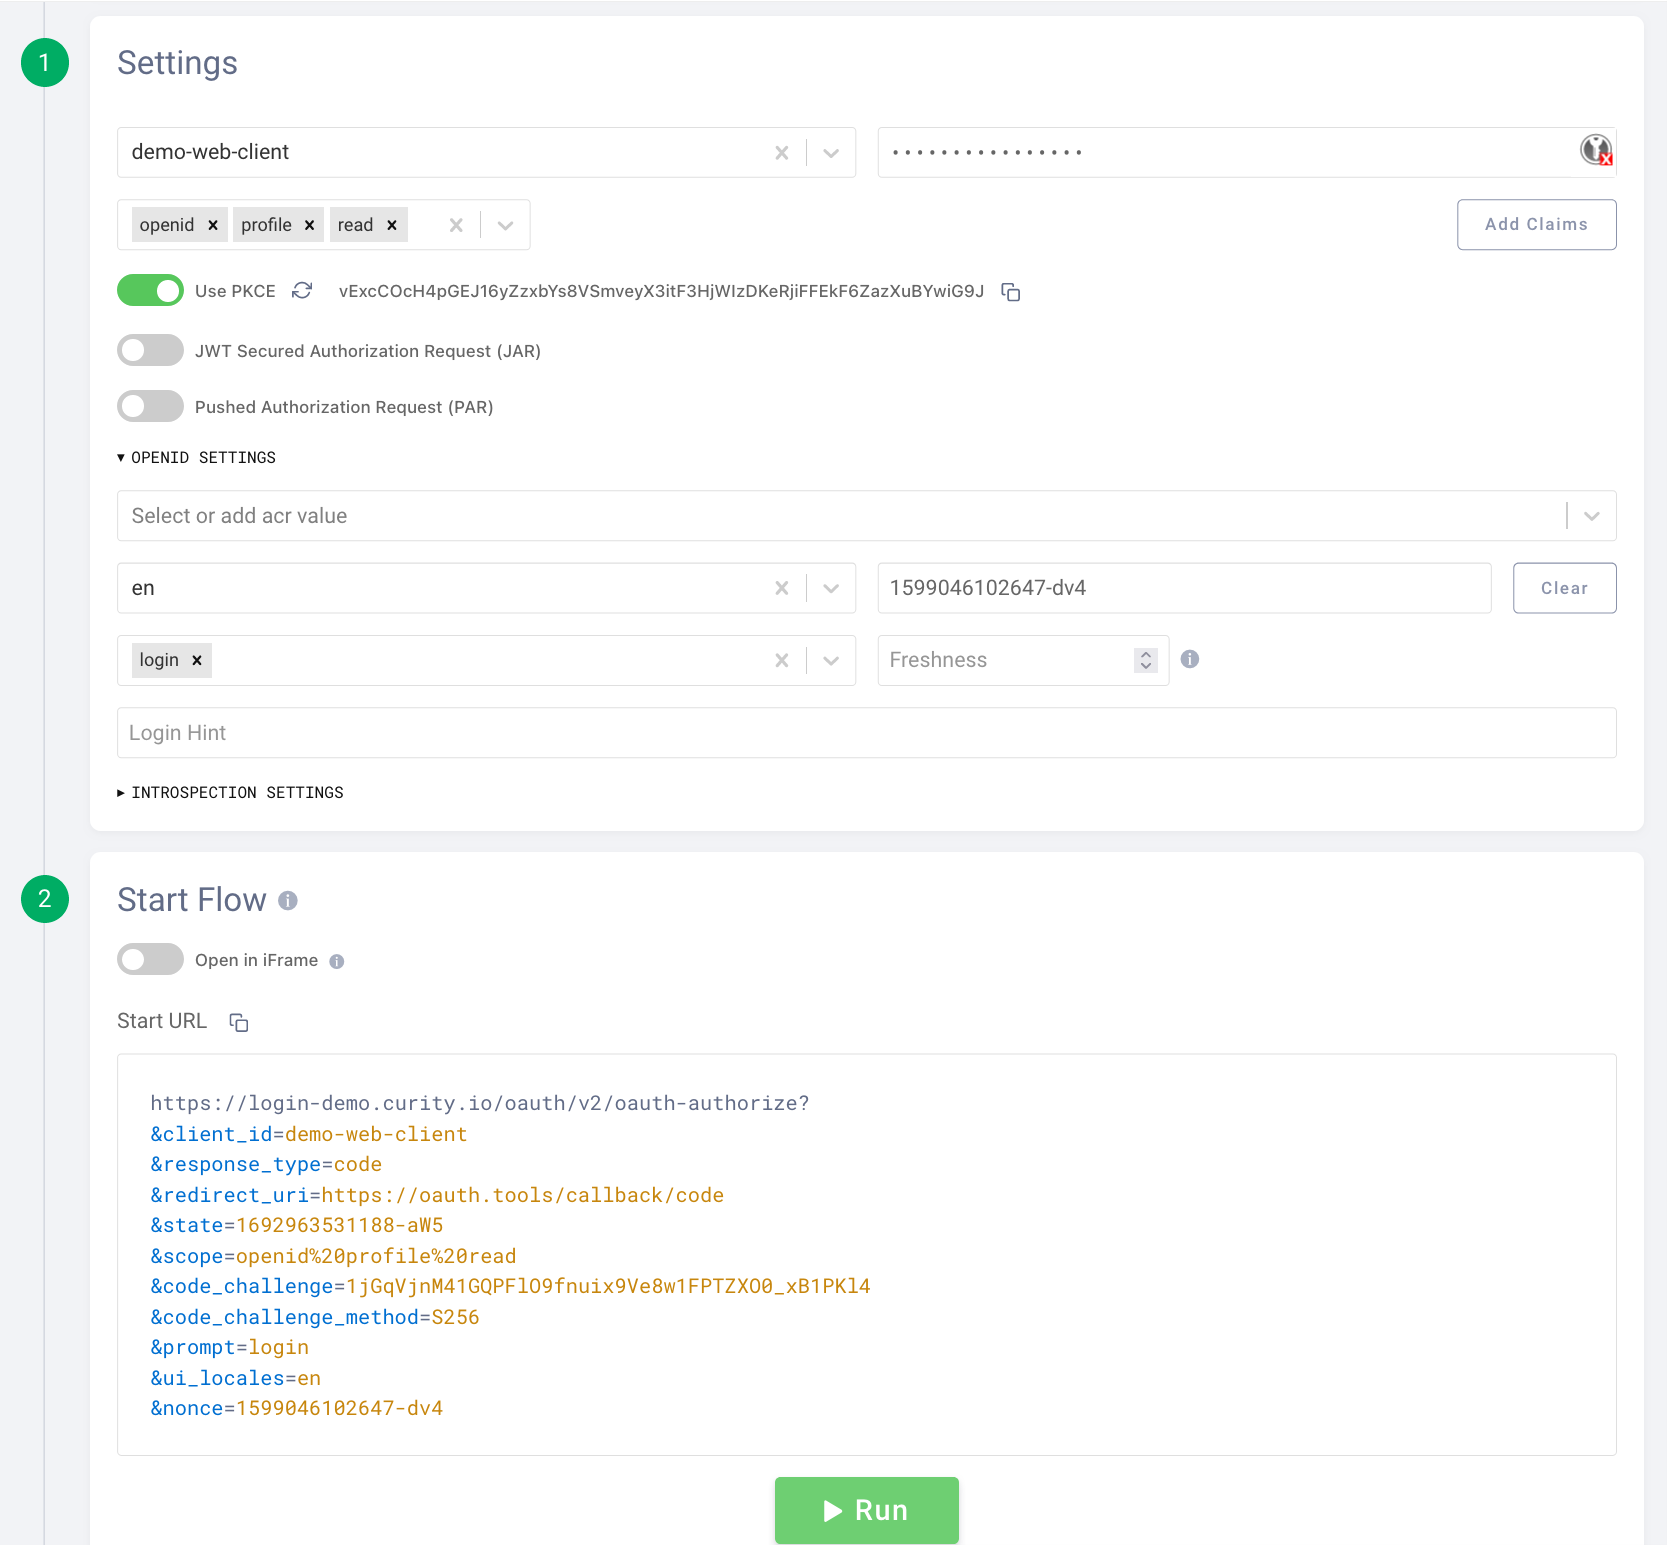 1
Settings
demo-web-client
openid profile read
Add Claims
Use PKCE vExcCOcH4pGEJ16yZzxbYs8VSmveyX3itF3HjWIzDKeRjiFFEkF6ZazXuBYwiG9J
JWT Secured Authorization Request (JAR)
Pushed Authorization Request (PAR)
OPENID SETTINGS
Select or add acr value
en 1599046102647-dv4 Clear
login Freshness
Login Hint
INTROSPECTION SETTINGS
2
Start Flow
Open in iFrame
Start URL
https://login-demo.curity.io/oauth/v2/oauth-authorize?
&client_id=demo-web-client
&response_type=code
&redirect_uri=https://oauth.tools/callback/code
&state=1692963531188-aW5
&scope=openid%20profile%20read
&code_challenge=1jGqVjnM41GQPFlO9fnuix9Ve8w1FPTZXO0_xB1PKl4
&code_challenge_method=S256
&prompt=login
&ui_locales=en
&nonce=1599046102647-dv4
Run